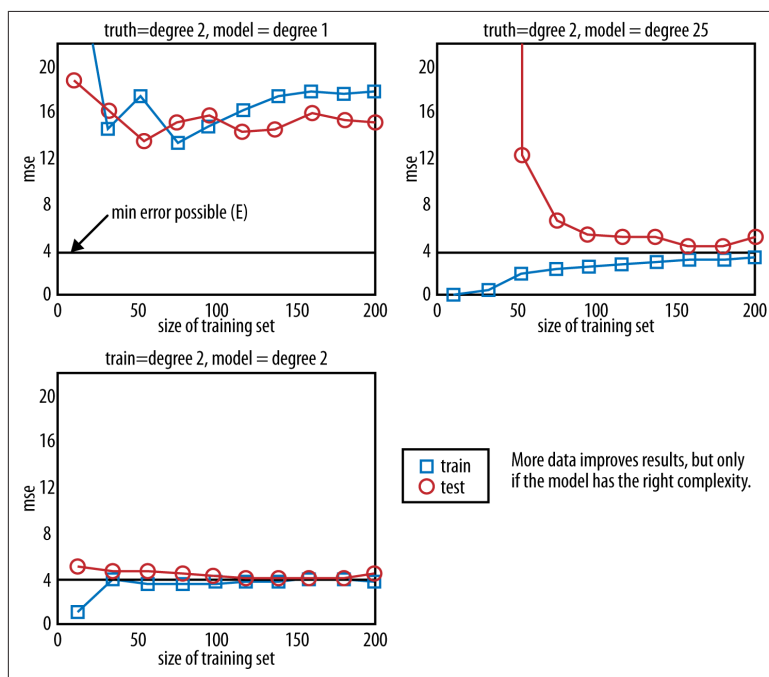 truth=degree 2, model = degree 1
20
16
12
8
4
0
mse
min error possible (E)
0
50
100
150
200
size of training set
truth=dgree 2, model = degree 25
20
16
12
8
4
0
mse
0
50
100
150
200
size of training set
train=degree 2, model = degree 2
20
16
12
8
4
0
mse
0
50
100
150
200
size of training set
train
test
More data improves results, but only
if the model has the right complexity.